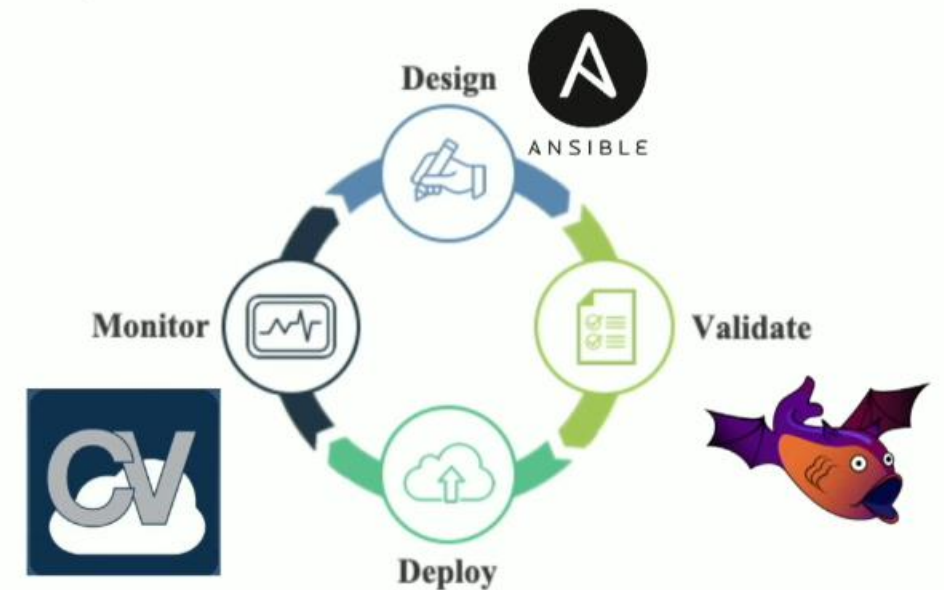 Design
ANSIBLE
Monitor
Validate
CV
Deploy